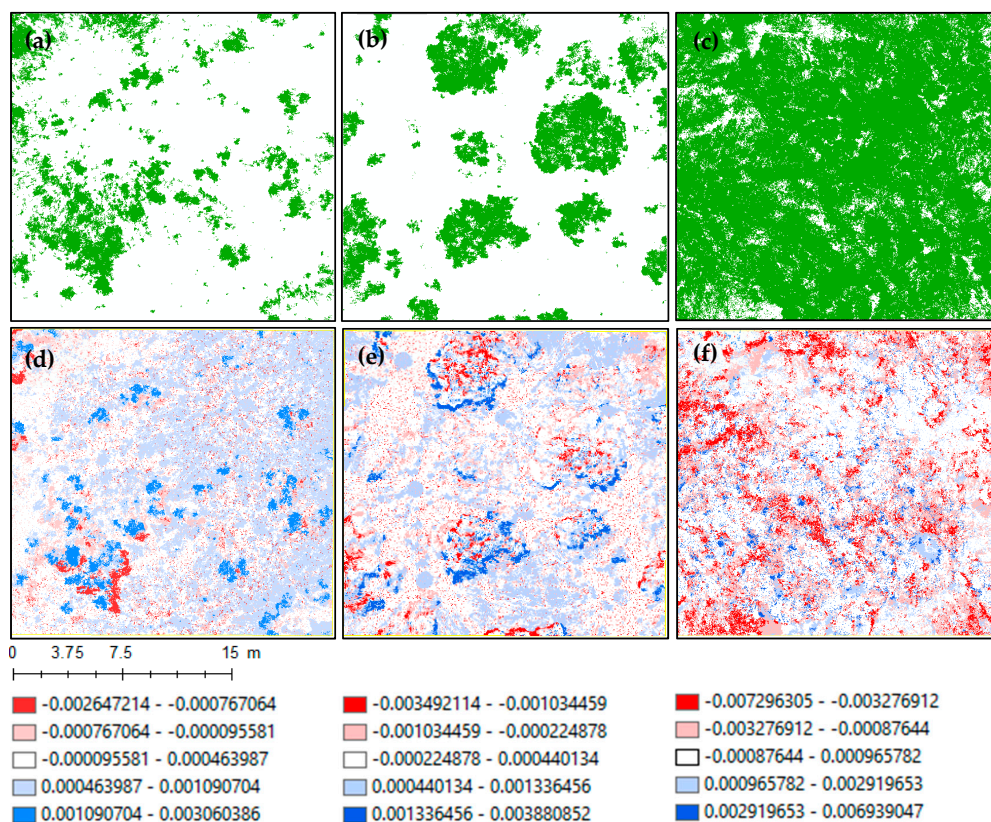 (a) (b) (c)
(d) (e) (f)
0 3.75 7.5 15 m
-0.002647214 - -0.000767064 -0.003492114 - -0.001034459 -0.007296305 - -0.003276912
-0.000767064 - -0.000095581 -0.001034459 - -0.000224878 -0.003276912 - -0.00087644
-0.000095581 - 0.000463987 -0.000224878 - 0.000440134 -0.00087644 - 0.000965782
0.000463987 - 0.001090704 0.000440134 - 0.001336456 0.000965782 - 0.002919653
0.001090704 - 0.003060386 0.001336456 - 0.003880852 0.002919653 - 0.006939047